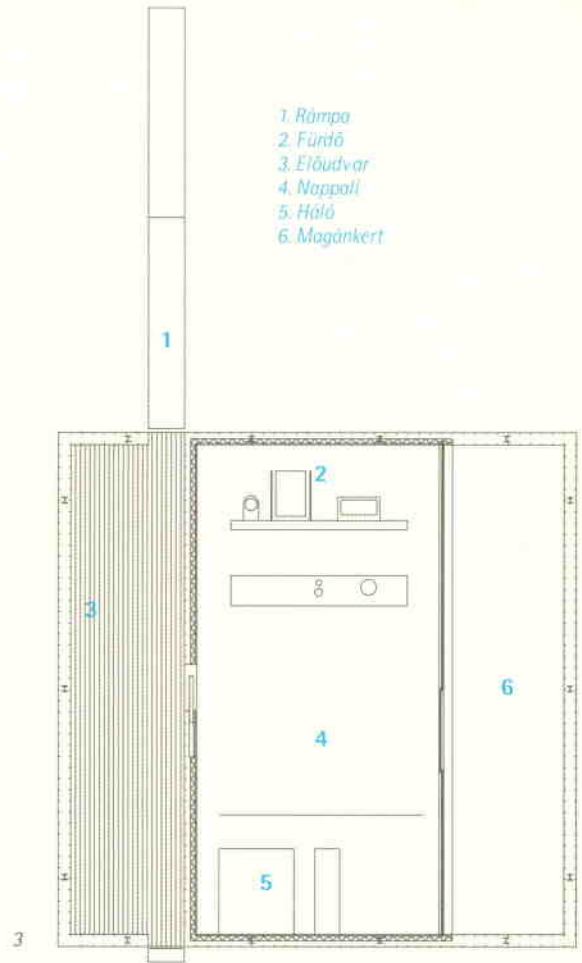 1. Rámpa
2. Fürdő
3. Előudvar
4. Nappali
5. Háló
6. Magánkert
1
2
3
6
4
5
3